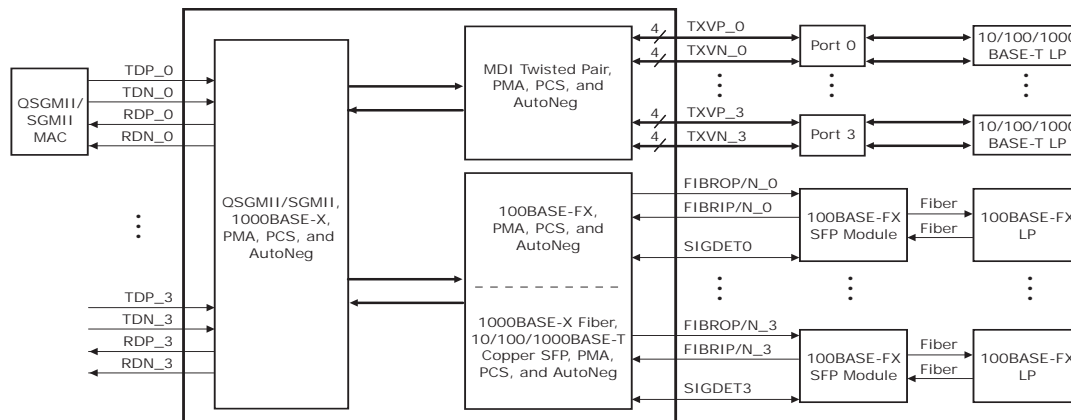 QSGMII/
SGMII
MAC
TDP_0
TDN_0
RDP_0
RDN_0
TDP_3
TDN_3
RDP_3
RDN_3
QSGMII/SGMII,
1000BASE-X,
PMA, PCS, and
AutoNeg
MDI Twisted Pair,
PMA, PCS, and
AutoNeg
100BASE-FX,
PMA, PCS, and
AutoNeg
1000BASE-X Fiber,
10/100/1000BASE-T
Copper SFP, PMA,
PCS, and AutoNeg
4
TXVP_0
4
TXVN_0
4
TXVP_3
4
TXVN_3
Port 0
Port 3
10/100/1000
BASE-T LP
10/100/1000
BASE-T LP
FIBROP/N_0
FIBRIP/N_0
SIGDET0
100BASE-FX
SFP Module
Fiber
Fiber
100BASE-FX
LP
FIBROP/N_3
FIBRIP/N_3
SIGDET3
100BASE-FX
SFP Module
Fiber
Fiber
100BASE-FX
LP